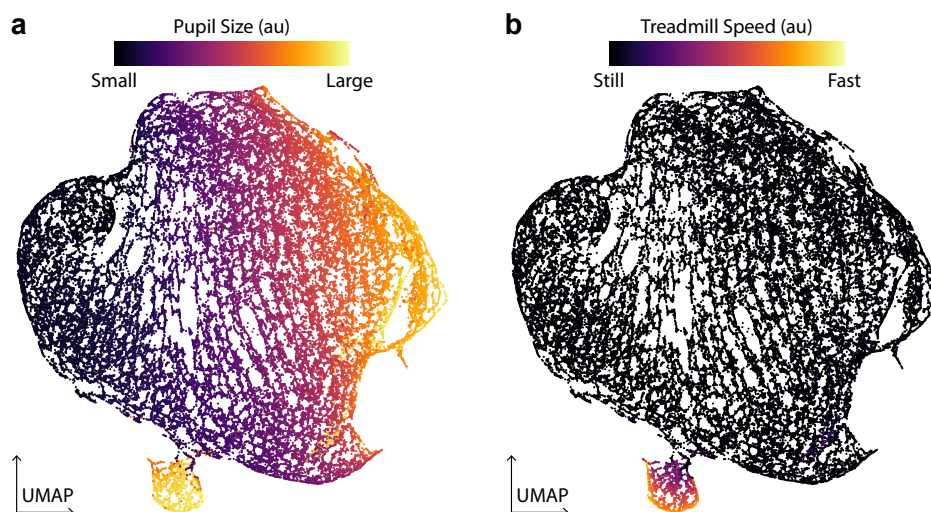 a
Pupil Size (au)
Small Large
UMAP
b
Treadmill Speed (au)
Still Fast
UMAP